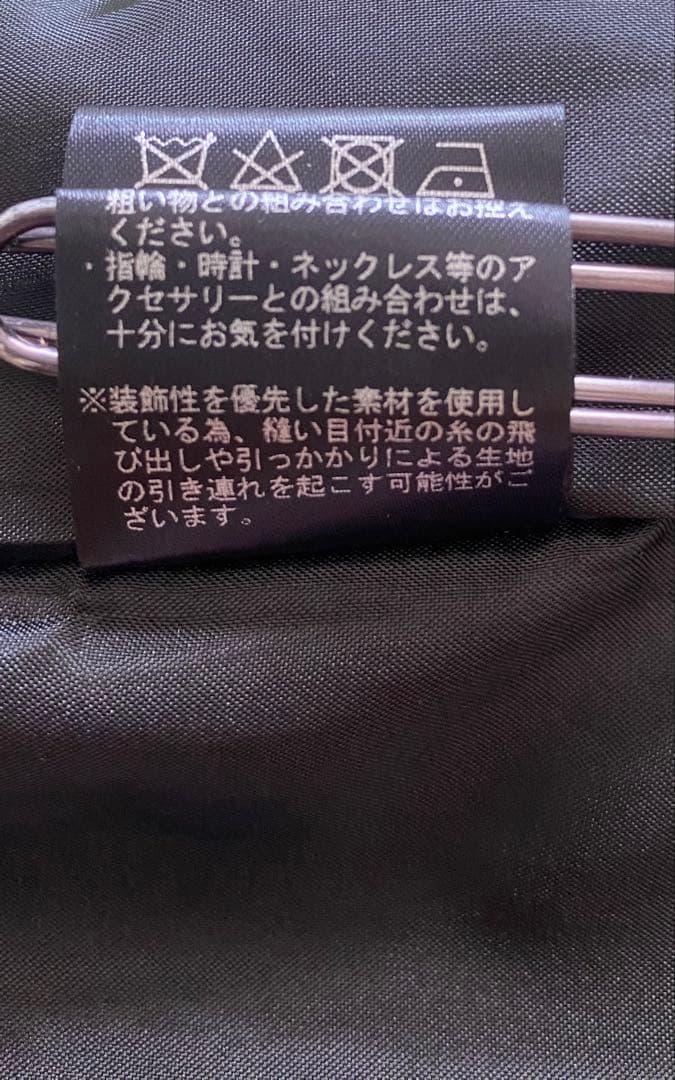 粗い物との組み合わせはお控え
ください。
・指輪・時計・ネックレス等のア
クセサリーとの組み合わせは、
十分にお気を付けください。
※装飾性を優先した素材を使用し
ている為、縫い目付近の糸の飛
び出しや引っかかりによる生地
の引き連れを起こす可能性がご
ざいます。